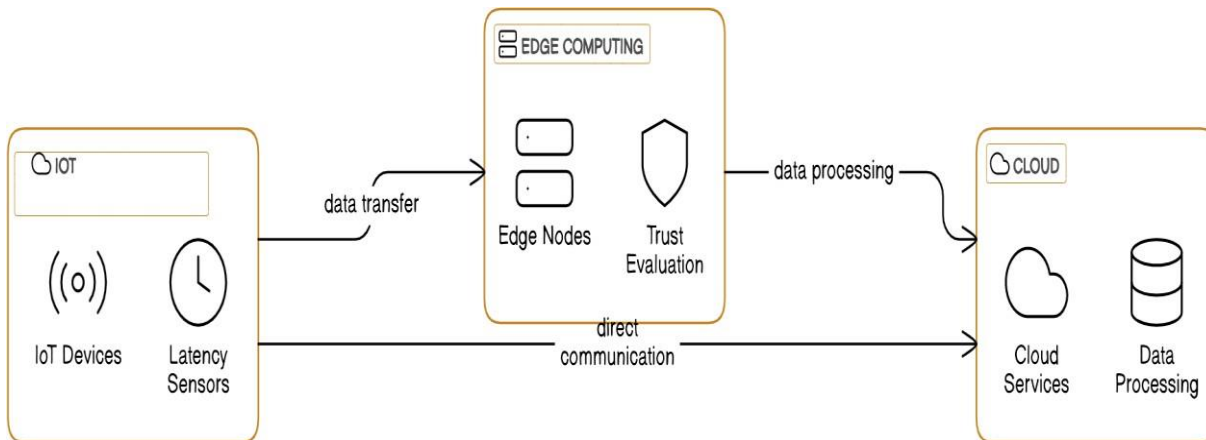 IOT
IoT Devices
Latency
Sensors
data transfer
EDGE COMPUTING
Edge Nodes
Trust
Evaluation
data processing
direct
communication
CLOUD
Cloud
Services
Data
Processing